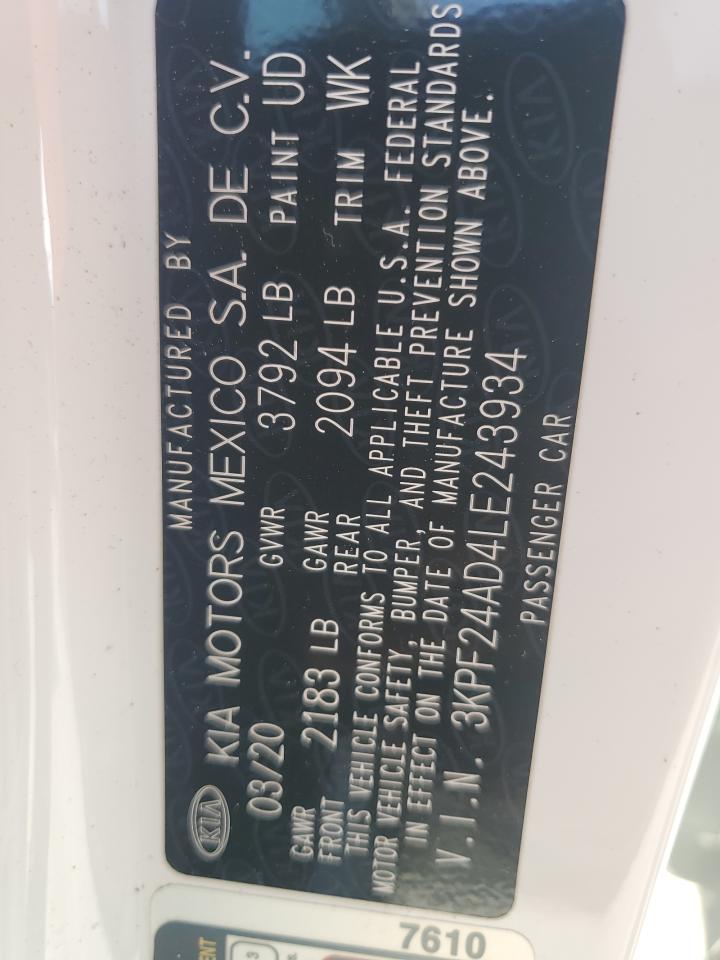 MANUFACTURED BY
KIA
KIA MOTORS MEXICO S.A. DE C.V.
03/20 GVWR 3792 LB PAINT UD
GAWR FRONT 2183 LB GAWR REAR 2094 LB TRIM WK
THIS VEHICLE CONFORMS TO ALL APPLICABLE U.S.A. FEDERAL
MOTOR VEHICLE SAFETY, BUMPER, AND THEFT PREVENTION STANDARDS
IN EFFECT ON THE DATE OF MANUFACTURE SHOWN ABOVE.
V.I.N. 3KPF24AD4LE243934
PASSENGER CAR
7610
3